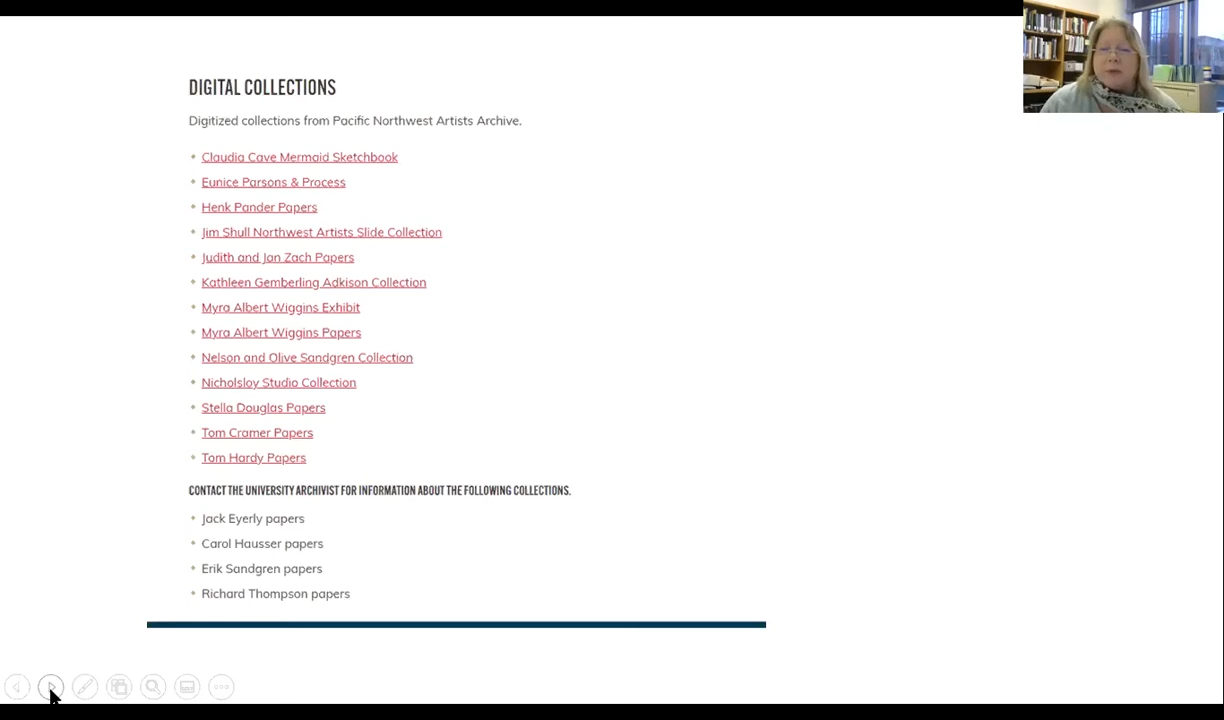 DIGITAL COLLECTIONS
Digitized collections from Pacific Northwest Artists Archive.
Claudia Cave Mermaid Sketchbook
Eunice Parsons & Process
Henk Pander Papers
Jim Shull Northwest Artists Slide Collection
Judith and Jan Zach Papers
Kathleen Gemberling Adkison Collection
Myra Albert Wiggins Exhibit
Myra Albert Wiggins Papers
Nelson and Olive Sandgren Collection
Nicholsloy Studio Collection
Stella Douglas Papers
Tom Cramer Papers
Tom Hardy Papers
CONTACT THE UNIVERSITY ARCHIVIST FOR INFORMATION ABOUT THE FOLLOWING COLLECTIONS.
Jack Eyerly papers
Carol Hausser papers
Erik Sandgren papers
Richard Thompson papers